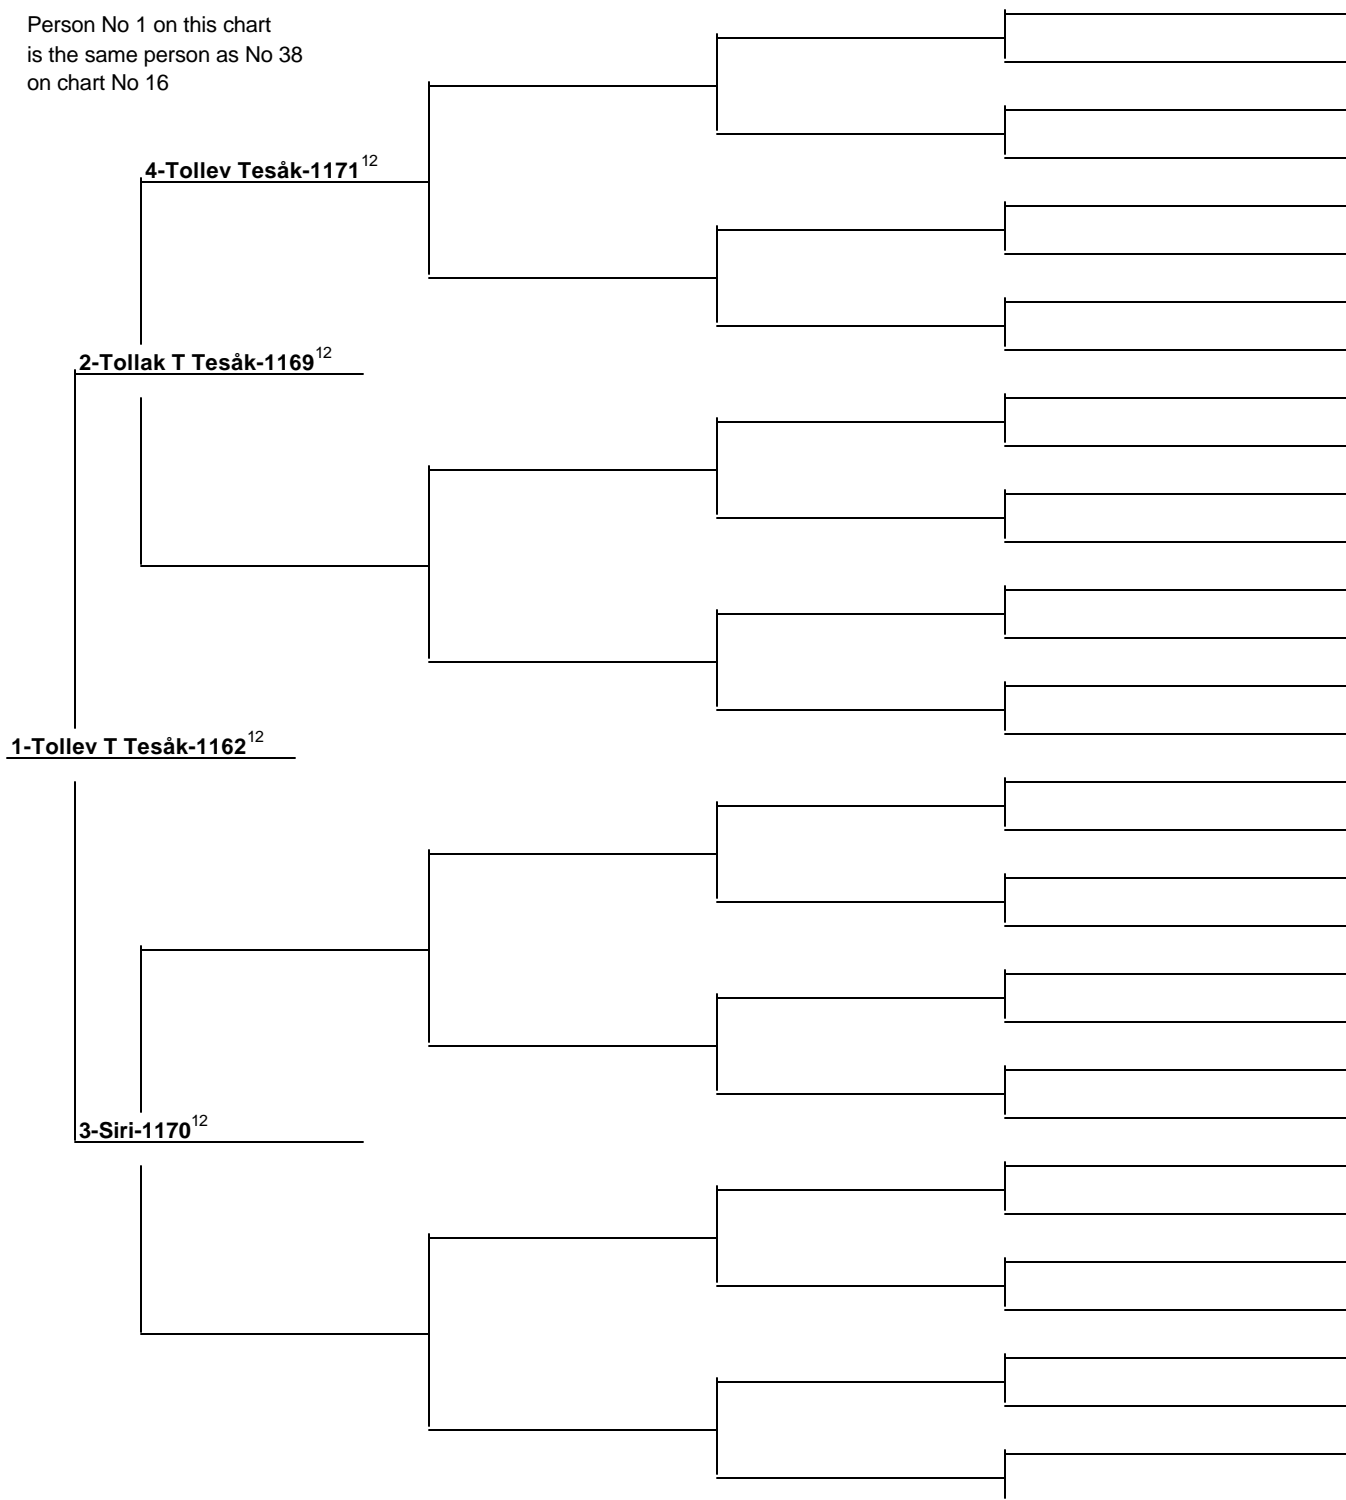 Person No 1 on this chart
is the same person as No 38
on chart No 16
4-Tollev Tesåk-1171¹²
2-Tollak T Tesåk-1169¹²
1-Tollev T Tesåk-1162¹²
3-Siri-1170¹²